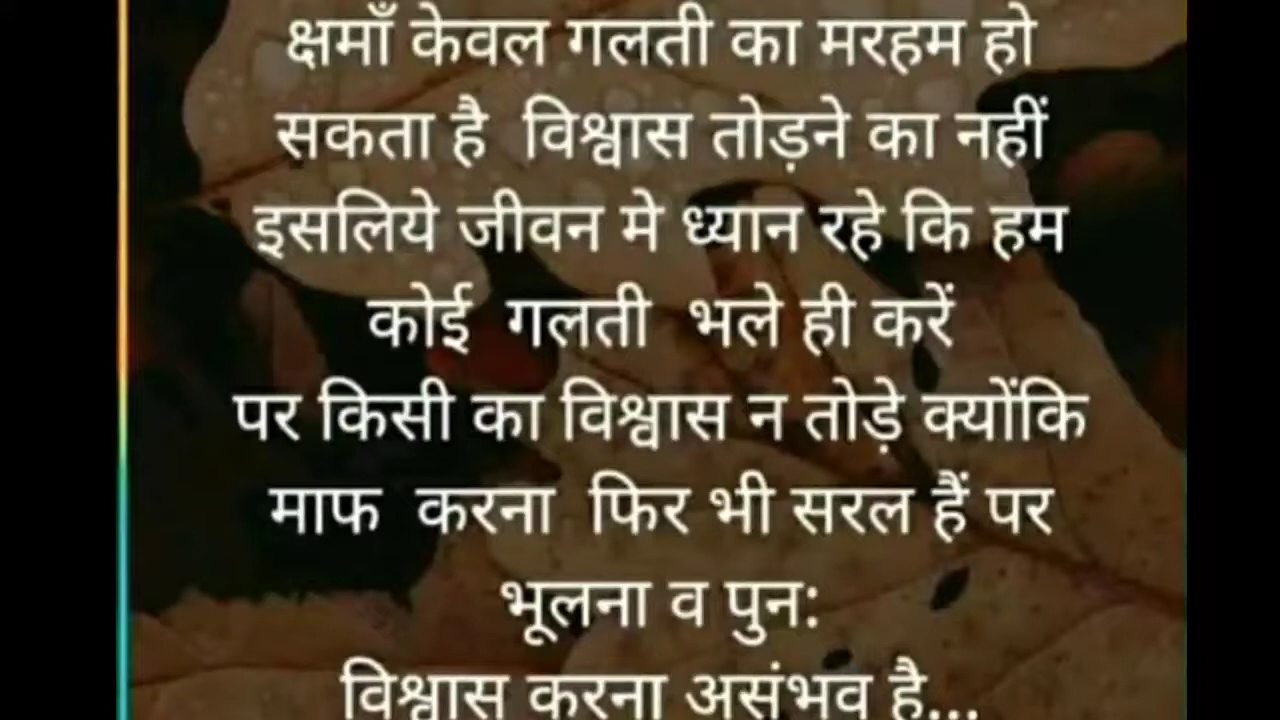 क्षमाँ केवल गलती का मरहम हो
सकता है विश्वास तोड़ने का नहीं
इसलिये जीवन मे ध्यान रहे कि हम
कोई गलती भले ही करें
पर किसी का विश्वास न तोड़े क्योंकि
माफ करना फिर भी सरल हैं पर
भूलना व पुन:
विश्वास करना असंभव है...